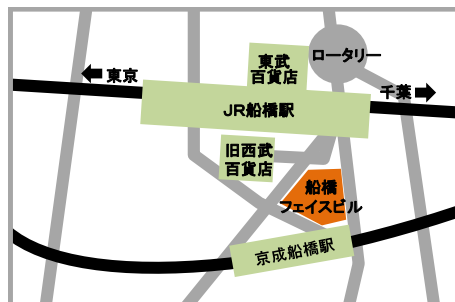 東武
百貨店
ロータリー
東京
千葉
JR船橋駅
旧西武
百貨店
船橋
フェイスビル
京成船橋駅